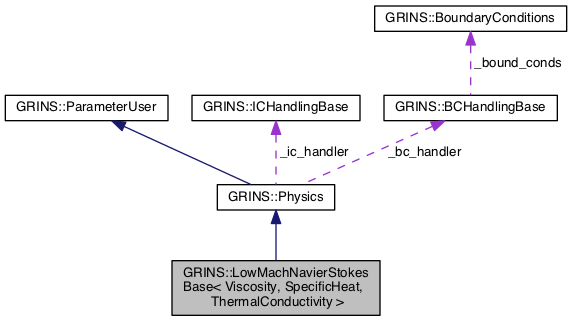 GRINS::BoundaryConditions
_bound_conds
GRINS::ParameterUser
GRINS::ICHandlingBase
GRINS::BCHandlingBase
_ic_handler
_bc_handler
GRINS::Physics
GRINS::LowMachNavierStokes
Base< Viscosity, SpecificHeat,
ThermalConductivity >